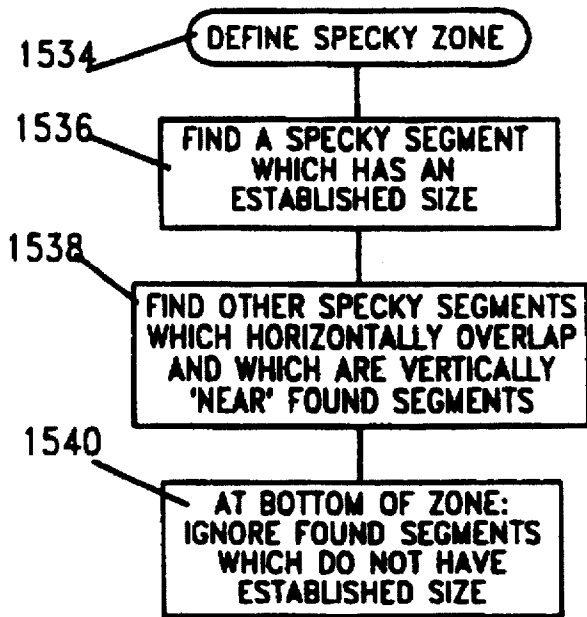 1534
DEFINE SPECKY ZONE
1536
FIND A SPECKY SEGMENT
WHICH HAS AN
ESTABLISHED SIZE
1538
FIND OTHER SPECKY SEGMENTS
WHICH HORIZONTALLY OVERLAP
AND WHICH ARE VERTICALLY
'NEAR' FOUND SEGMENTS
1540
AT BOTTOM OF ZONE:
IGNORE FOUND SEGMENTS
WHICH DO NOT HAVE
ESTABLISHED SIZE